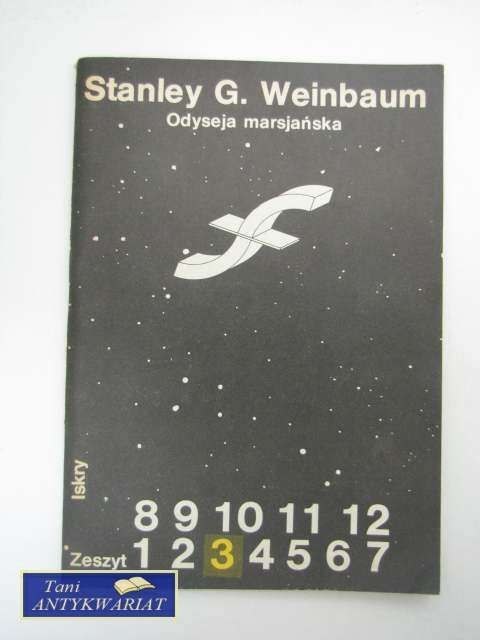 Stanley G. Weinbaum
Odyseja marsjańska
Iskry
8 9 10 11 12
Zeszyt 1 2 3 4 5 6 7
Tani
ANTYKWARIAT